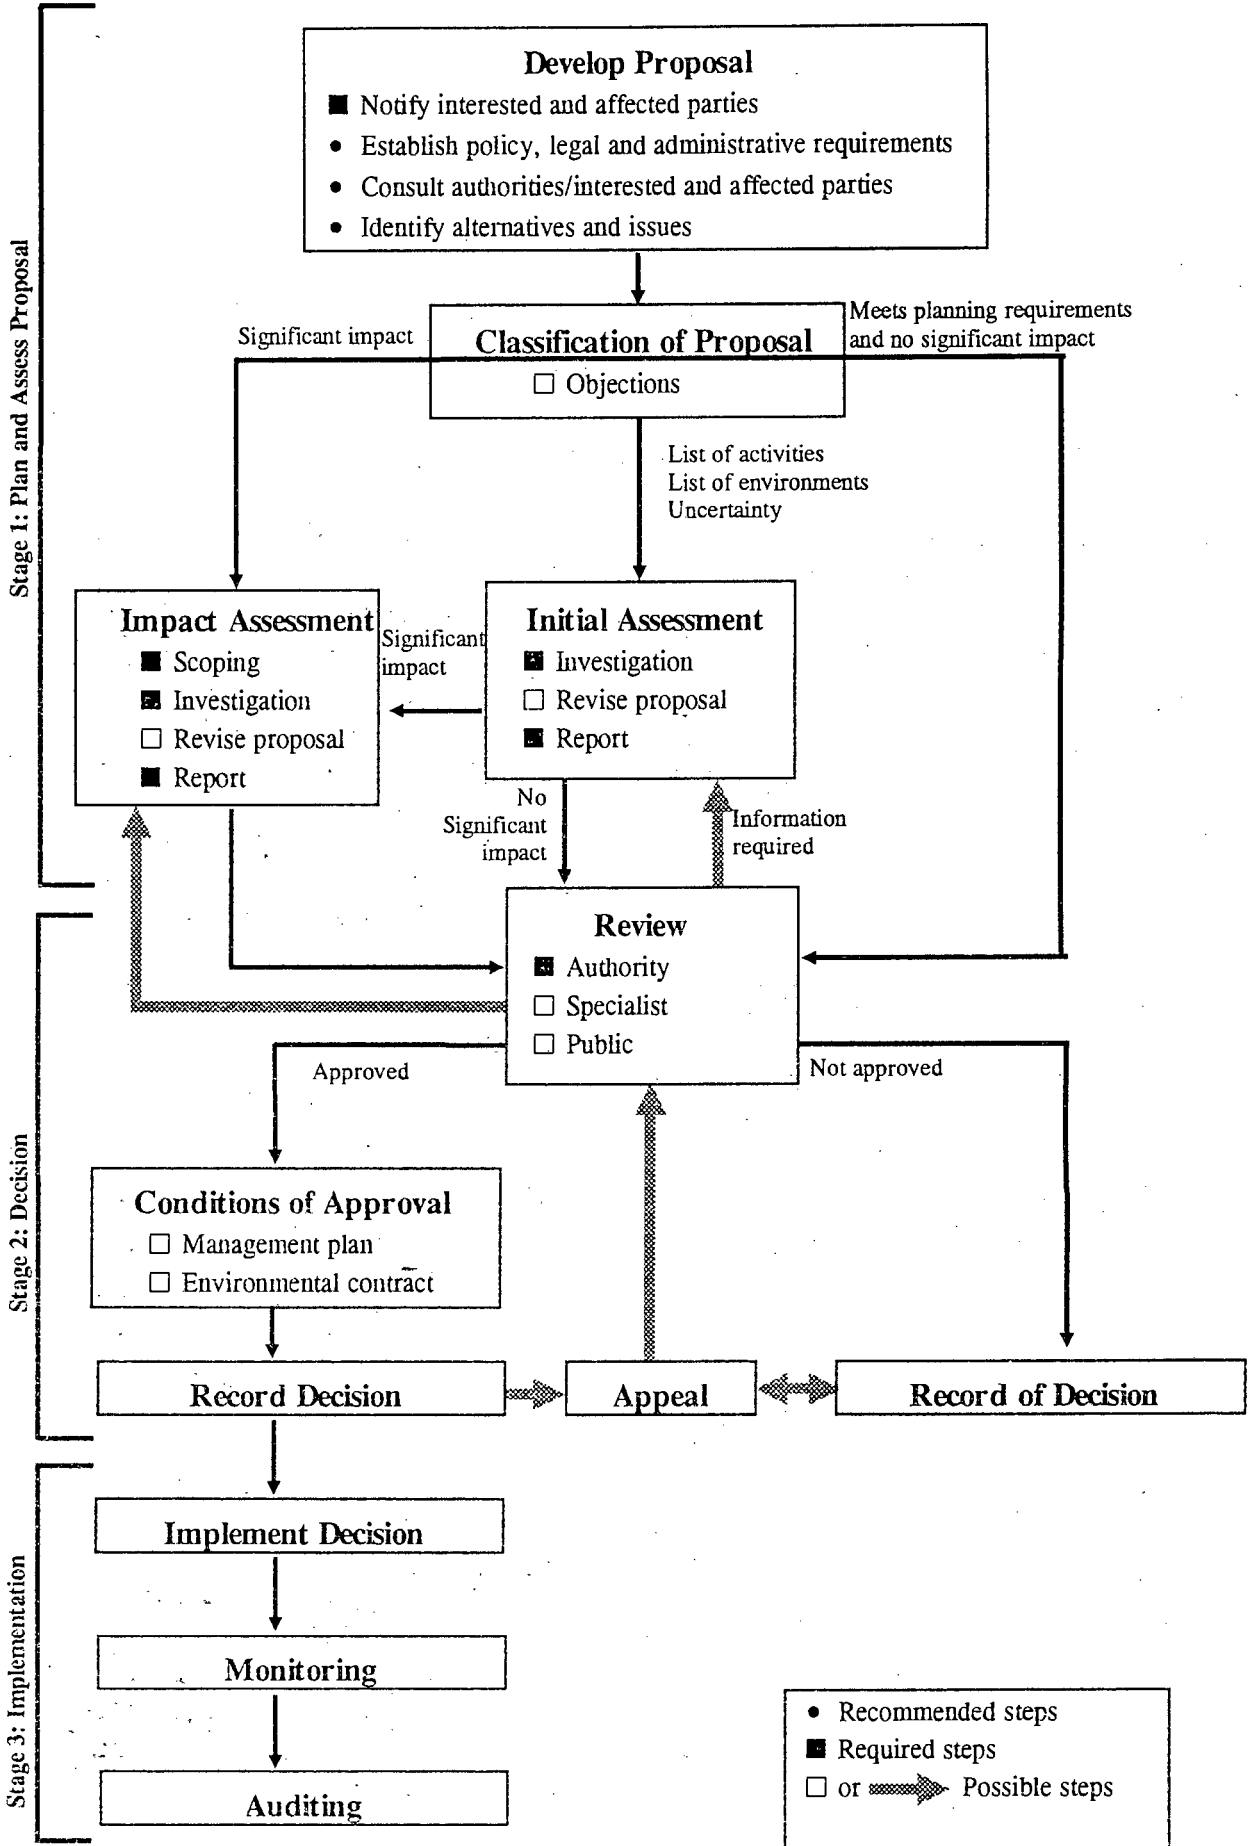 Stage 1: Plan and Assess Proposal
Develop Proposal
■ Notify interested and affected parties
• Establish policy, legal and administrative requirements
• Consult authorities/interested and affected parties
• Identify alternatives and issues
Significant impact
Classification of Proposal
□ Objections
Meets planning requirements
and no significant impact
List of activities
List of environments
Uncertainty
Impact Assessment
■ Scoping
■ Investigation
□ Revise proposal
■ Report
Significant
impact
Initial Assessment
■ Investigation
□ Revise proposal
■ Report
No
Significant
impact
Information
required
Stage 2: Decision
Review
■ Authority
□ Specialist
□ Public
Approved
Not approved
Conditions of Approval
□ Management plan
□ Environmental contract
Record Decision
Appeal
Record of Decision
Stage 3: Implementation
Implement Decision
Monitoring
Auditing
• Recommended steps
■ Required steps
□ or Possible steps